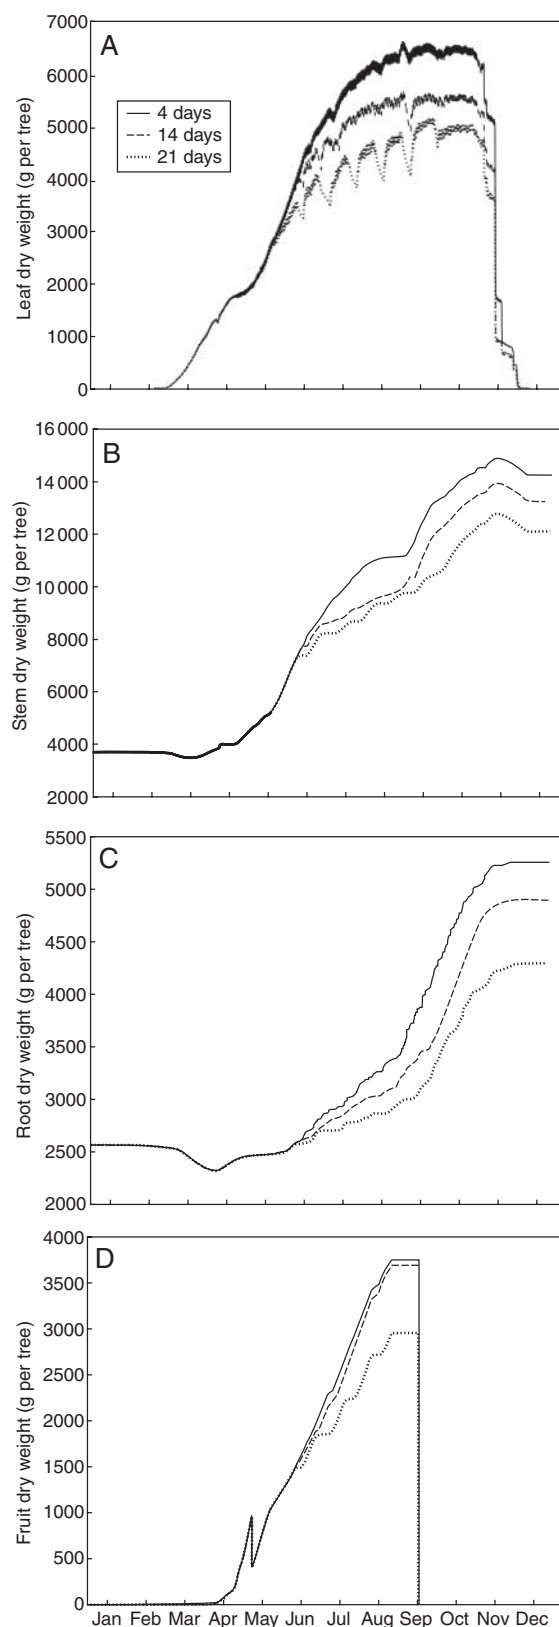 A
Leaf dry weight (g per tree)
7000
6000
5000
4000
3000
2000
1000
0
4 days
14 days
21 days
B
Stem dry weight (g per tree)
16 000
14 000
12 000
10 000
8000
6000
4000
2000
C
Root dry weight (g per tree)
5500
5000
4500
4000
3500
3000
2500
2000
D
Fruit dry weight (g per tree)
4000
3500
3000
2500
2000
1500
1000
500
0
Jan Feb Mar Apr May Jun Jul Aug Sep Oct Nov Dec